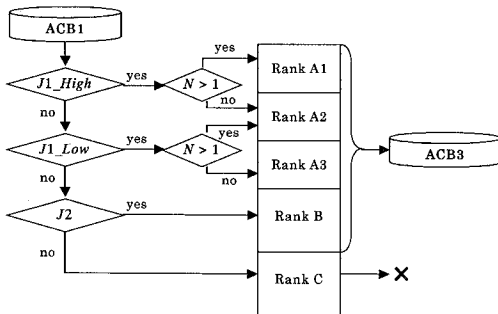 ACB1
J1_High
yes
N > 1
yes
no
Rank A1
no
Rank A2
J1_Low
yes
N > 1
yes
no
Rank A3
ACB3
no
J2
yes
Rank B
no
Rank C
×